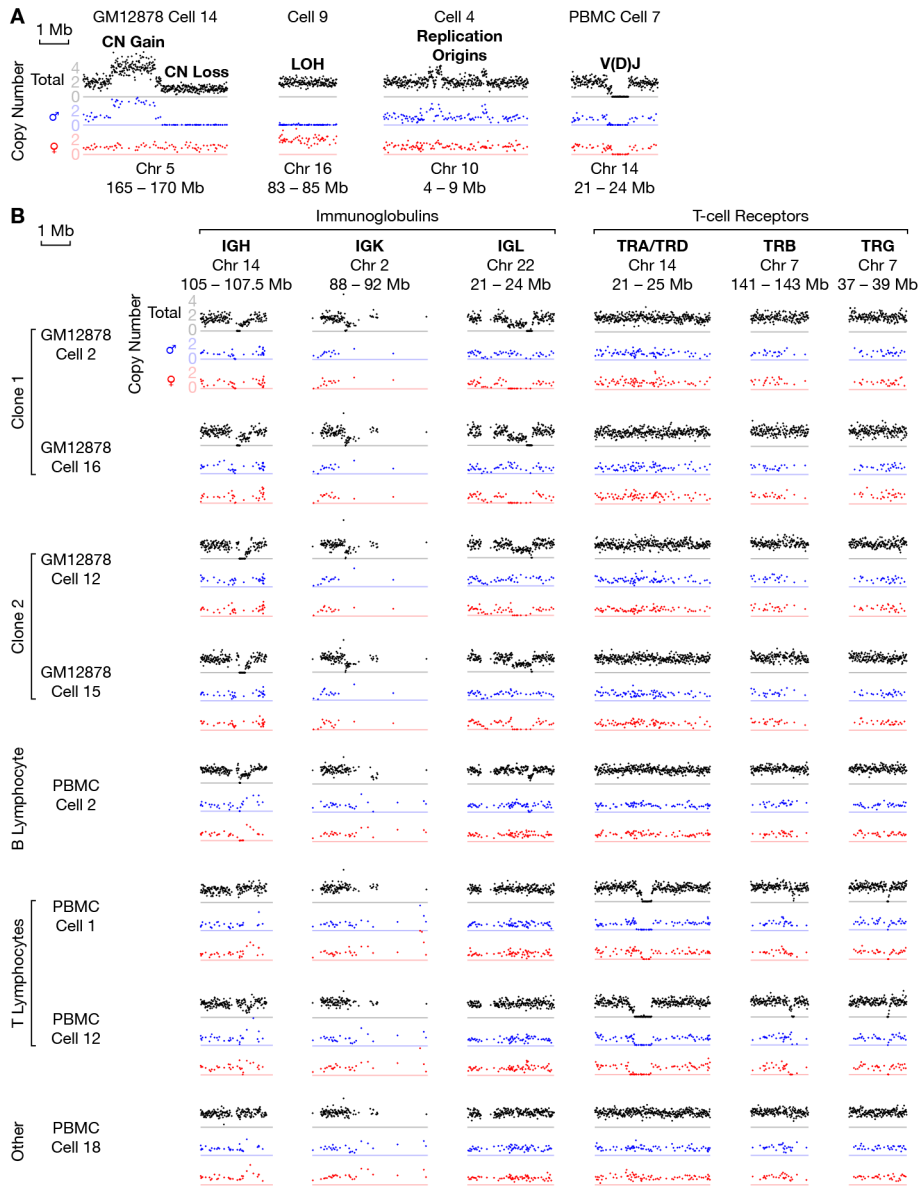 A
GM12878 Cell 14
Cell 9
Cell 4
PBMC Cell 7
1 Mb
CN Gain
CN Loss
LOH
Replication
Origins
V(D)J
Copy Number
Total
4
2
0
♂
2
0
♀
2
0
Chr 5
165 – 170 Mb
Chr 16
83 – 85 Mb
Chr 10
4 – 9 Mb
Chr 14
21 – 24 Mb
B
1 Mb
Immunoglobulins
T-cell Receptors
IGH
Chr 14
105 – 107.5 Mb
IGK
Chr 2
88 – 92 Mb
IGL
Chr 22
21 – 24 Mb
TRA/TRD
Chr 14
21 – 25 Mb
TRB
Chr 7
141 – 143 Mb
TRG
Chr 7
37 – 39 Mb
Copy Number
Total
4
2
0
♂
2
0
♀
2
0
Clone 1
GM12878
Cell 2
GM12878
Cell 16
Clone 2
GM12878
Cell 12
GM12878
Cell 15
B Lymphocyte
PBMC
Cell 2
T Lymphocytes
PBMC
Cell 1
PBMC
Cell 12
Other
PBMC
Cell 18